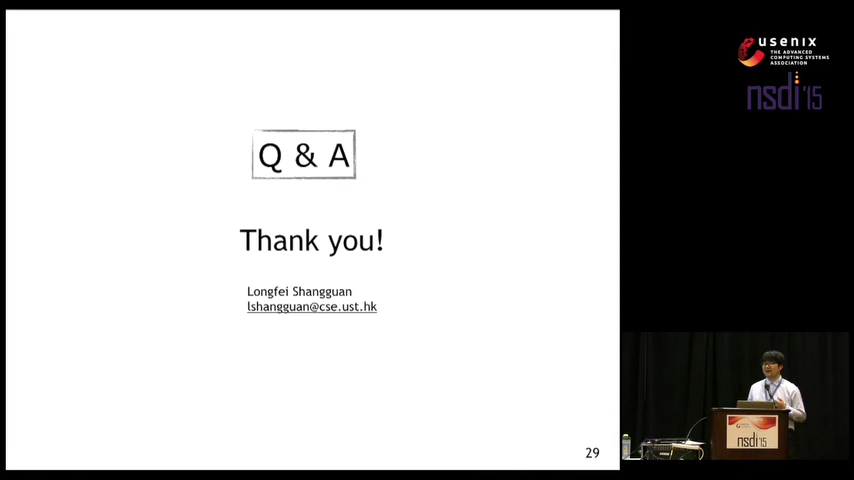 Q & A
Thank you!
Longfei Shangguan
lshangguan@cse.ust.hk
29
usenix
THE ADVANCED
COMPUTING SYSTEMS
ASSOCIATION
nsdi'15
nsdi'15